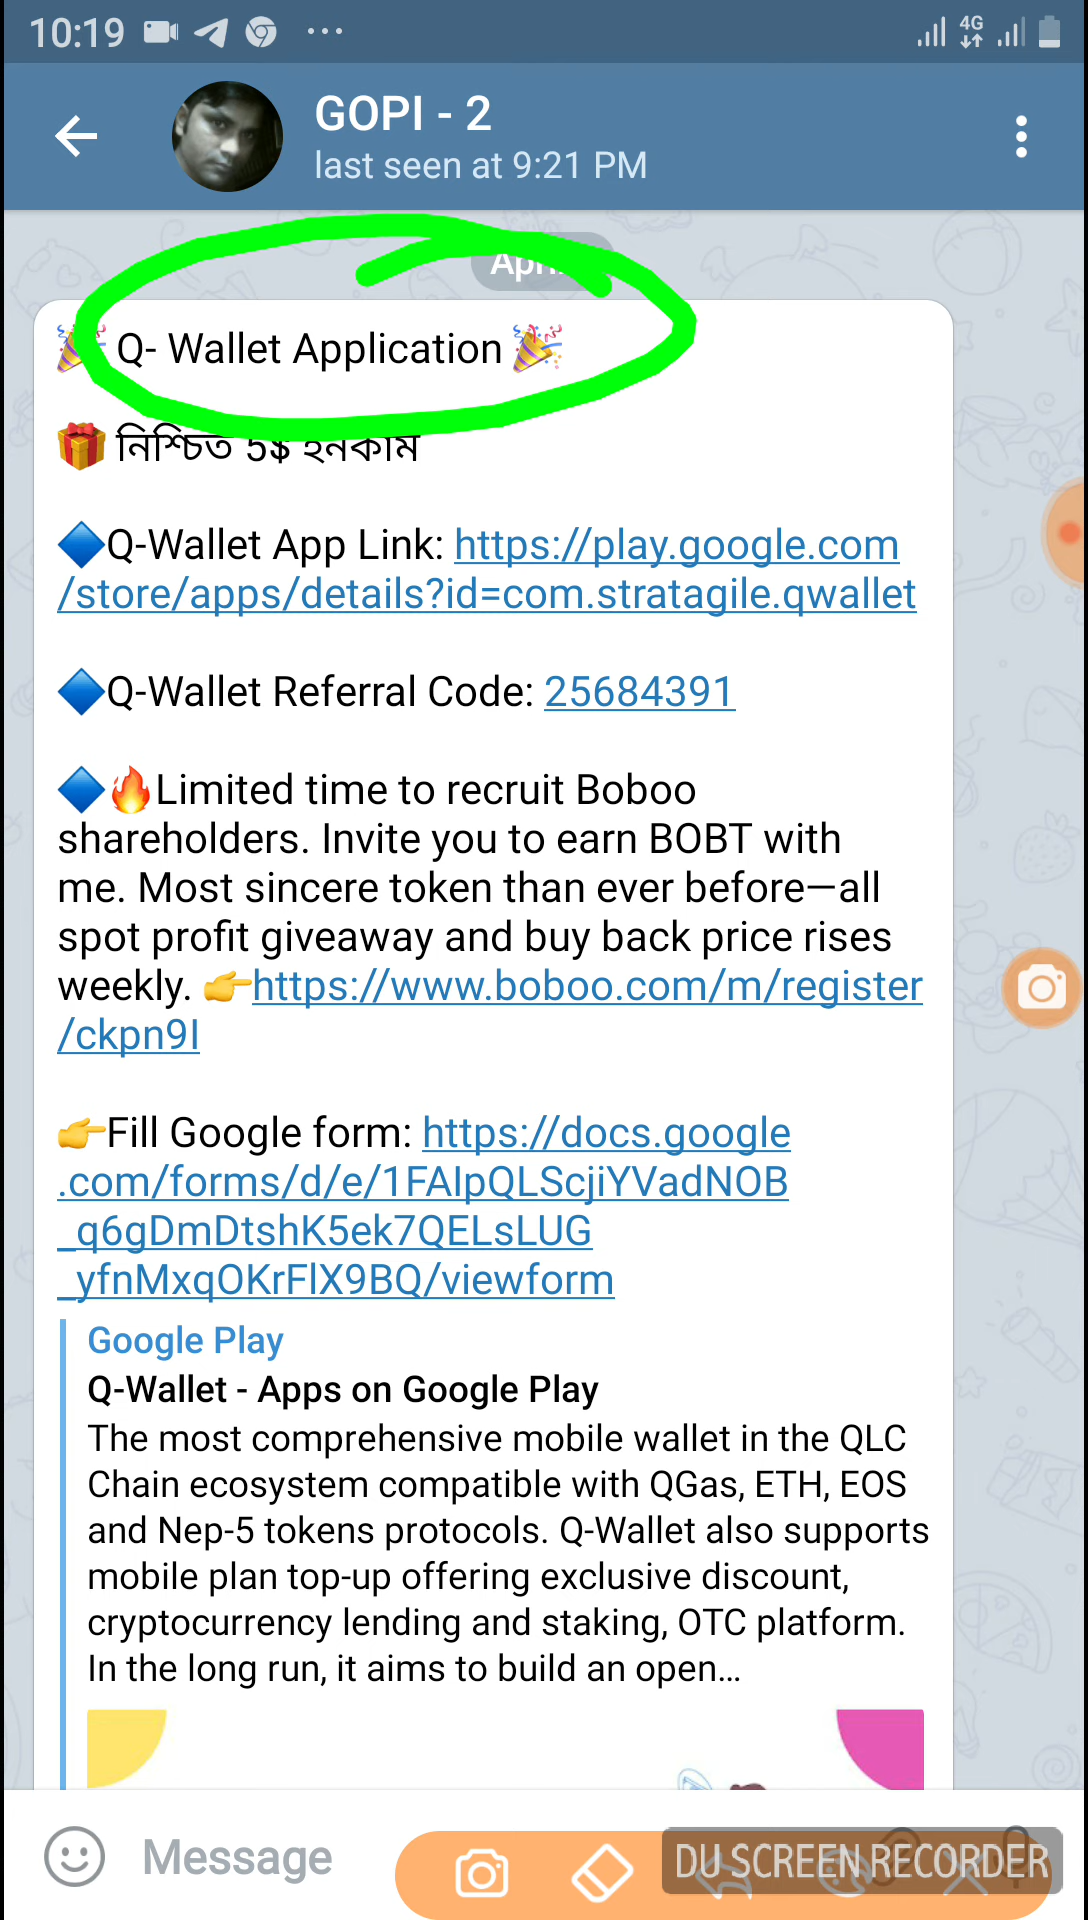 10:19
4G
GOPI - 2
last seen at 9:21 PM
Q- Wallet Application
নিশ্চিত 5$ ইনকাম
Q-Wallet App Link: https://play.google.com
/store/apps/details?id=com.stratagile.qwallet
Q-Wallet Referral Code: 25684391
Limited time to recruit Boboo
shareholders. Invite you to earn BOBT with
me. Most sincere token than ever before—all
spot profit giveaway and buy back price rises
weekly. https://www.boboo.com/m/register
/ckpn9I
Fill Google form: https://docs.google
.com/forms/d/e/1FAIpQLScjiYVadNOB
_q6gDmDtshK5ek7QELsLUG
_yfnMxqOKrFlX9BQ/viewform
Google Play
Q-Wallet - Apps on Google Play
The most comprehensive mobile wallet in the QLC
Chain ecosystem compatible with QGas, ETH, EOS
and Nep-5 tokens protocols. Q-Wallet also supports
mobile plan top-up offering exclusive discount,
cryptocurrency lending and staking, OTC platform.
In the long run, it aims to build an open...
Message
DU SCREEN RECORDER